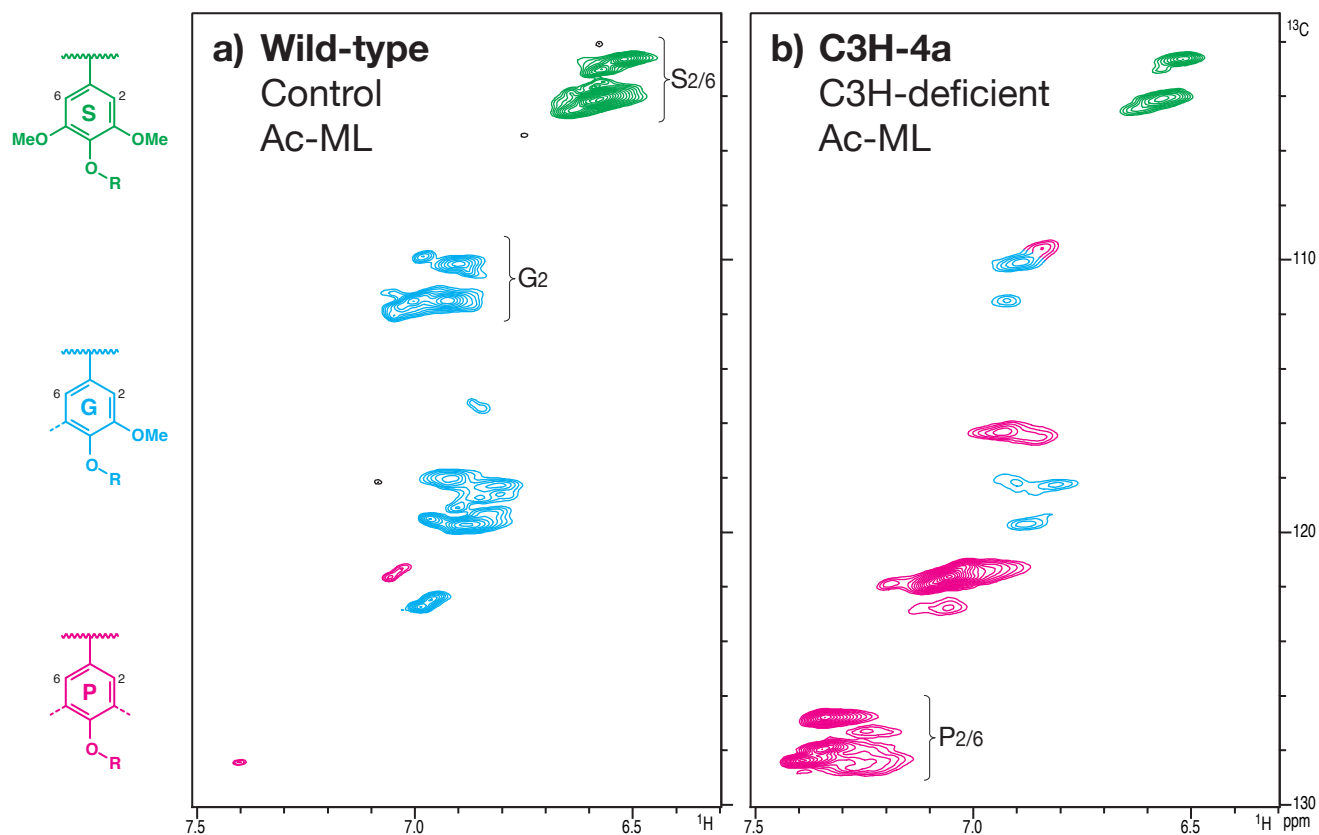 a) Wild-type
Control
Ac-ML
S2/6
G2
7.5
7.0
6.5
1H
b) C3H-4a
C3H-deficient
Ac-ML
P2/6
7.5
7.0
6.5
1H
ppm
13C
110
120
130
6
2
S
MeO
OMe
O
R
6
2
G
OMe
O
R
6
2
P
O
R